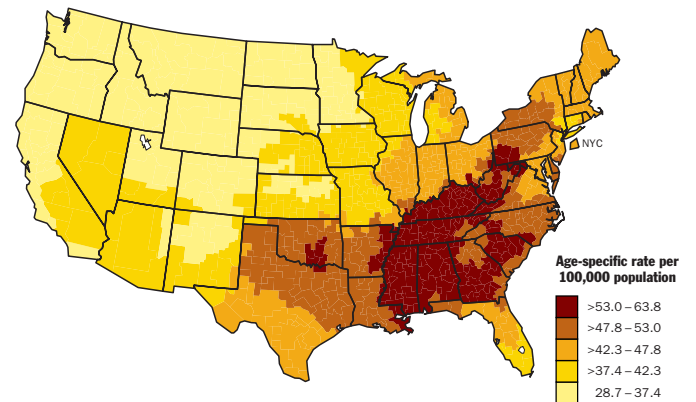 NYC
Age-specific rate per
100,000 population
>53.0 – 63.8
>47.8 – 53.0
>42.3 – 47.8
>37.4 – 42.3
28.7 – 37.4